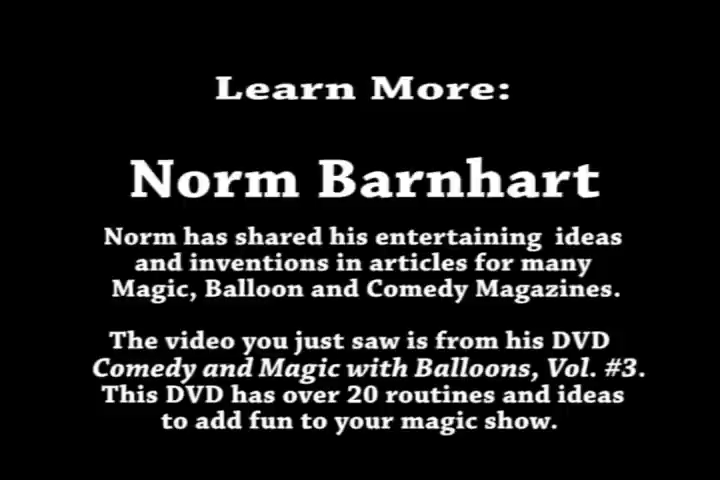 Learn More:
Norm Barnhart
Norm has shared his entertaining ideas
and inventions in articles for many
Magic, Balloon and Comedy Magazines.
The video you just saw is from his DVD
Comedy and Magic with Balloons, Vol. #3.
This DVD has over 20 routines and ideas
to add fun to your magic show.